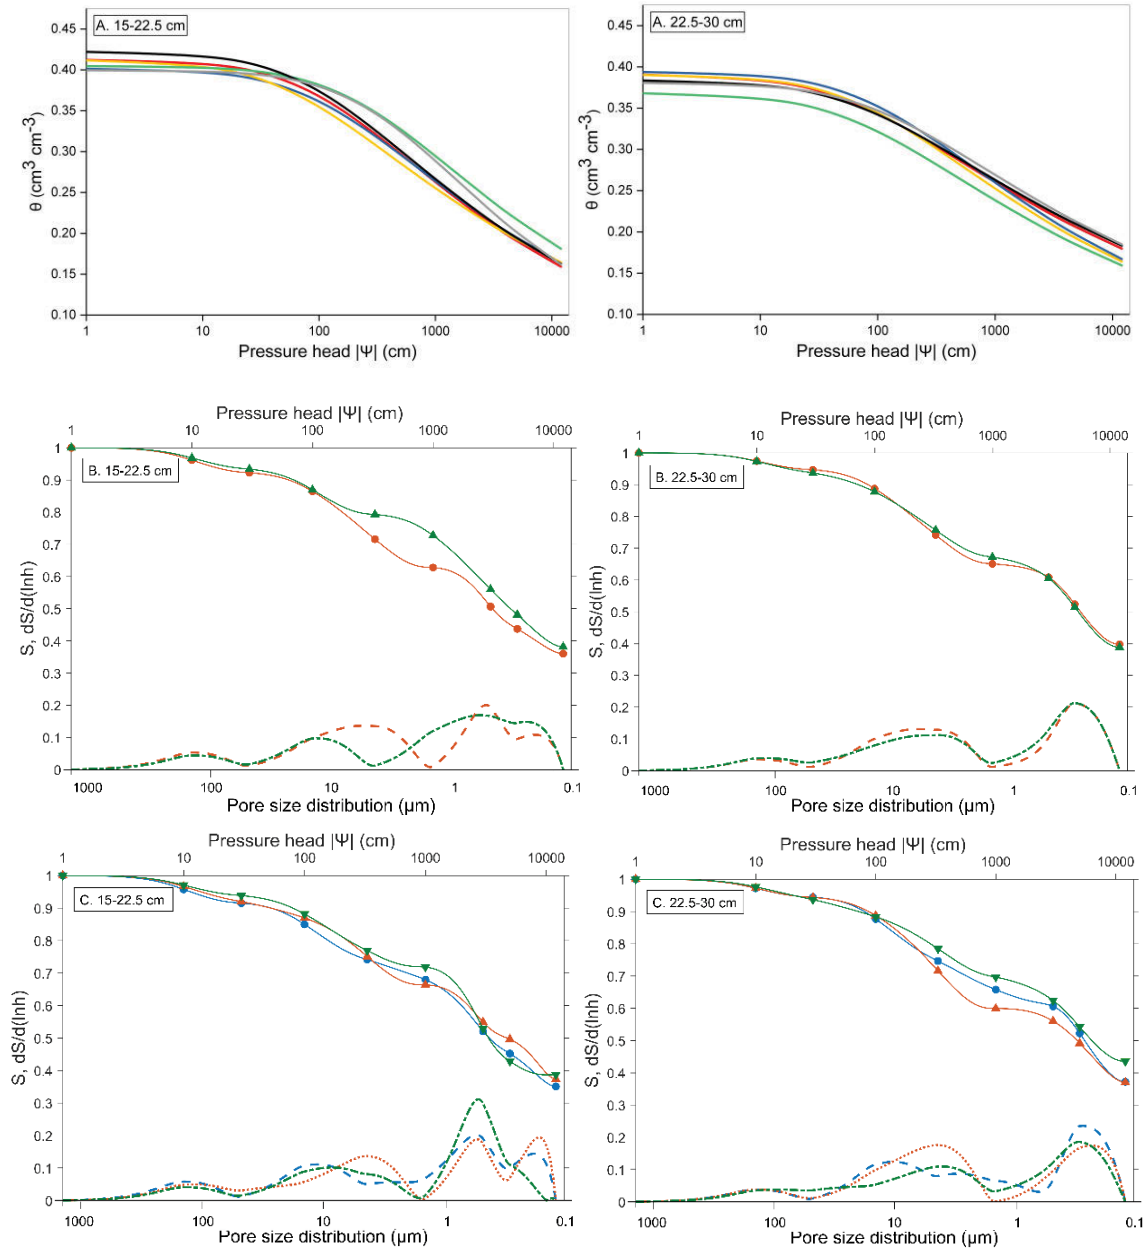 A. 15-22.5 cm
0.45
0.40
0.35
0.30
0.25
0.20
0.15
0.10
θ (cm³ cm⁻³)
1 10 100 1000 10000
Pressure head |Ψ| (cm)
A. 22.5-30 cm
0.45
0.40
0.35
0.30
0.25
0.20
0.15
0.10
θ (cm³ cm⁻³)
1 10 100 1000 10000
Pressure head |Ψ| (cm)
Pressure head |Ψ| (cm)
1 10 100 1000 10000
B. 15-22.5 cm
1
0.9
0.8
0.7
0.6
0.5
0.4
0.3
0.2
0.1
0
S, dS/d(lnh)
1000 100 10 1 0.1
Pore size distribution (µm)
Pressure head |Ψ| (cm)
1 10 100 1000 10000
B. 22.5-30 cm
1
0.9
0.8
0.7
0.6
0.5
0.4
0.3
0.2
0.1
0
S, dS/d(lnh)
1000 100 10 1 0.1
Pore size distribution (µm)
Pressure head |Ψ| (cm)
1 10 100 1000 10000
C. 15-22.5 cm
1
0.9
0.8
0.7
0.6
0.5
0.4
0.3
0.2
0.1
0
S, dS/d(lnh)
1000 100 10 1 0.1
Pore size distribution (µm)
Pressure head |Ψ| (cm)
1 10 100 1000 10000
C. 22.5-30 cm
1
0.9
0.8
0.7
0.6
0.5
0.4
0.3
0.2
0.1
0
S, dS/d(lnh)
1000 100 10 1 0.1
Pore size distribution (µm)